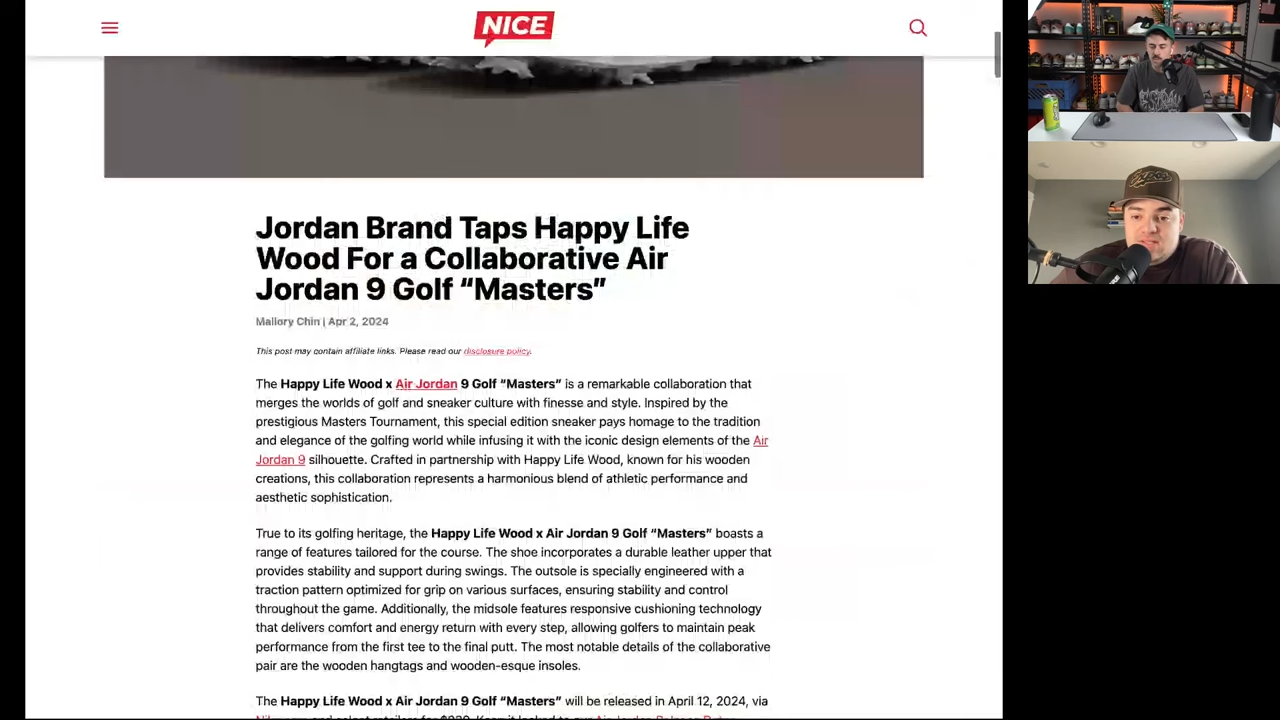 NICE
Jordan Brand Taps Happy Life
Wood For a Collaborative Air
Jordan 9 Golf “Masters”
Mallory Chin | Apr 2, 2024
This post may contain affiliate links. Please read our disclosure policy.
The Happy Life Wood x Air Jordan 9 Golf “Masters” is a remarkable collaboration that
merges the worlds of golf and sneaker culture with finesse and style. Inspired by the
prestigious Masters Tournament, this special edition sneaker pays homage to the tradition
and elegance of the golfing world while infusing it with the iconic design elements of the Air
Jordan 9 silhouette. Crafted in partnership with Happy Life Wood, known for his wooden
creations, this collaboration represents a harmonious blend of athletic performance and
aesthetic sophistication.
True to its golfing heritage, the Happy Life Wood x Air Jordan 9 Golf “Masters” boasts a
range of features tailored for the course. The shoe incorporates a durable leather upper that
provides stability and support during swings. The outsole is specially engineered with a
traction pattern optimized for grip on various surfaces, ensuring stability and control
throughout the game. Additionally, the midsole features responsive cushioning technology
that delivers comfort and energy return with every step, allowing golfers to maintain peak
performance from the first tee to the final putt. The most notable details of the collaborative
pair are the wooden hangtags and wooden-esque insoles.
The Happy Life Wood x Air Jordan 9 Golf “Masters” will be released in April 12, 2024, via